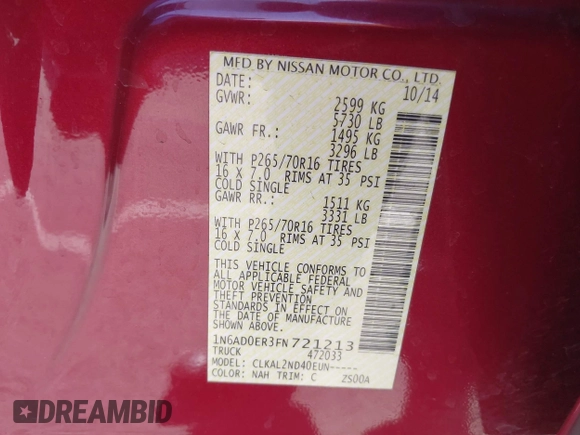 MFD BY NISSAN MOTOR CO., LTD.
DATE: 10/14
GVWR: 2599 KG
5730 LB
GAWR FR.: 1495 KG
3296 LB
WITH P265/70R16 TIRES
16 X 7.0 RIMS AT 35 PSI
COLD SINGLE
GAWR RR.: 1511 KG
3331 LB
WITH P265/70R16 TIRES
16 X 7.0 RIMS AT 35 PSI
COLD SINGLE
THIS VEHICLE CONFORMS TO
ALL APPLICABLE FEDERAL
MOTOR VEHICLE SAFETY AND
THEFT PREVENTION
STANDARDS IN EFFECT ON
THE DATE OF MANUFACTURE
SHOWN ABOVE.
1N6AD0ER3FN721213
TRUCK 472033
MODEL: CLKAL2ND40EUN-----
COLOR: NAH TRIM: C ZS00A
DREAMBID
#DREAMBID